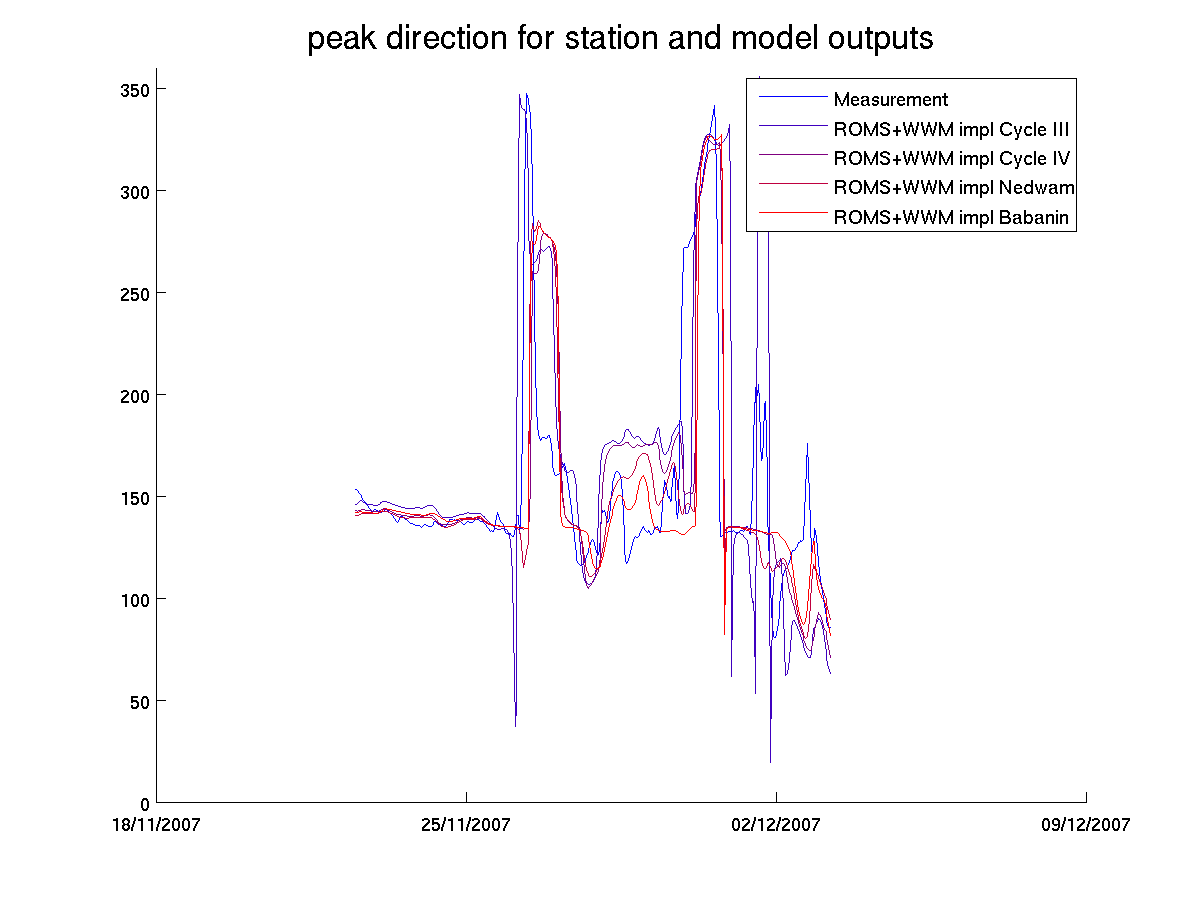 peak direction for station and model outputs
350
300
250
200
150
100
50
0
18/11/2007
25/11/2007
02/12/2007
09/12/2007
Measurement
ROMS+WWM impl Cycle III
ROMS+WWM impl Cycle IV
ROMS+WWM impl Nedwam
ROMS+WWM impl Babanin